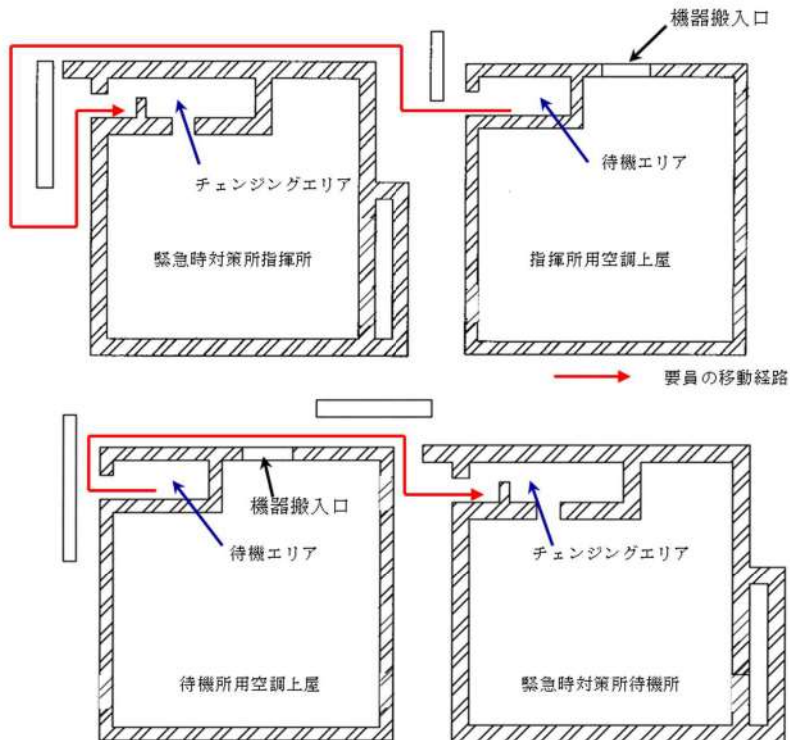 機器搬入口
待機エリア
チェンジングエリア
緊急時対策所指揮所
指揮所用空調上屋
要員の移動経路
機器搬入口
待機エリア
チェンジングエリア
待機所用空調上屋
緊急時対策所待機所